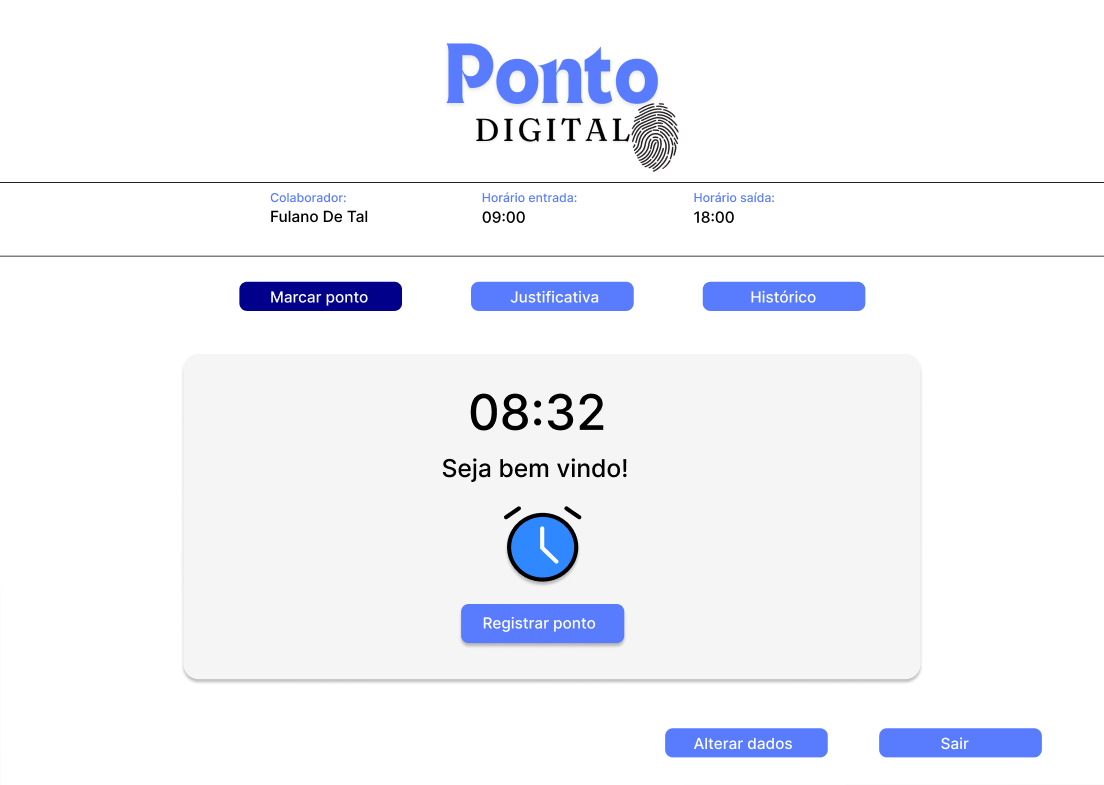 Ponto
DIGITAL
Colaborador: Horário entrada: Horário saída:
Fulano De Tal 09:00 18:00
Marcar ponto Justificativa Histórico
08:32
Seja bem vindo!
Registrar ponto
Alterar dados Sair